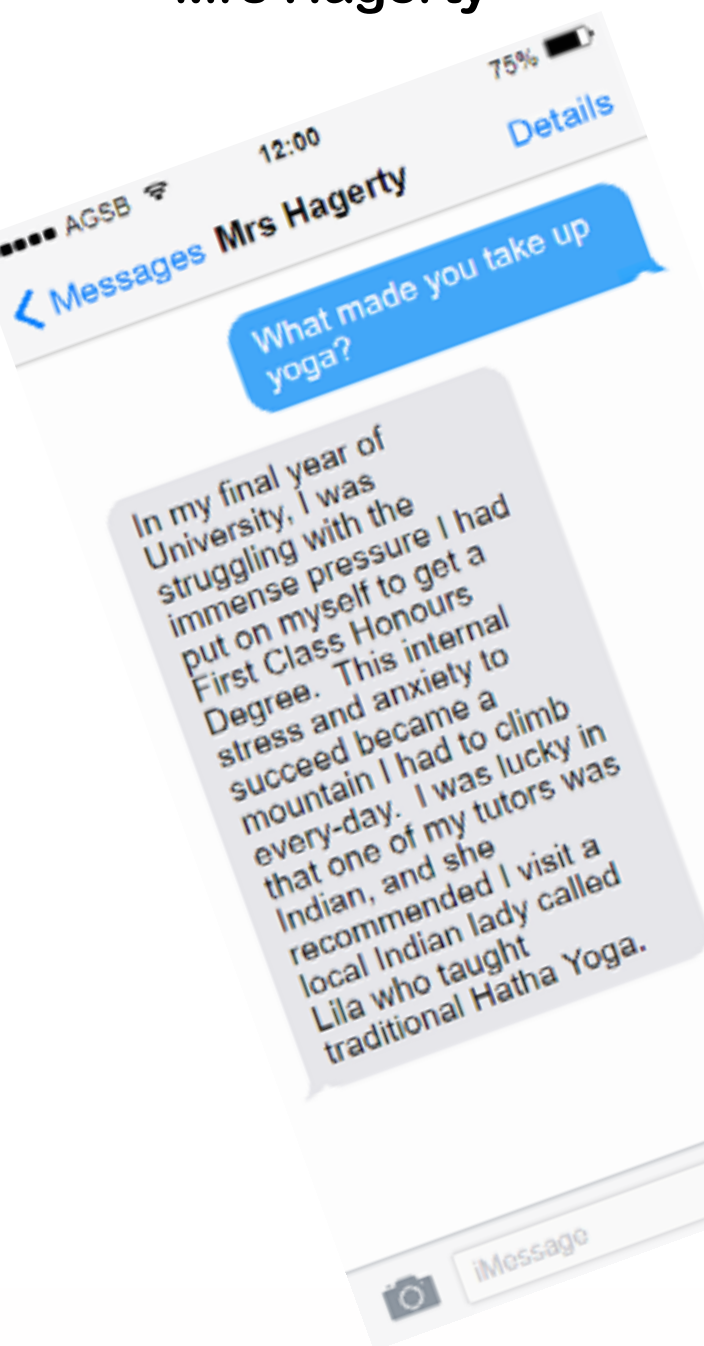 Mrs Hagerty
75%
AGSB 12:00
Messages Mrs Hagerty Details
What made you take up
yoga?
In my final year of
University, I was
struggling with the
immense pressure I had
put on myself to get a
First Class Honours
Degree.  This internal
stress and anxiety to
succeed became a
mountain I had to climb
every-day.  I was lucky in
that one of my tutors was
Indian, and she
recommended I visit a
local Indian lady called
Lila who taught
traditional Hatha Yoga.
iMessage